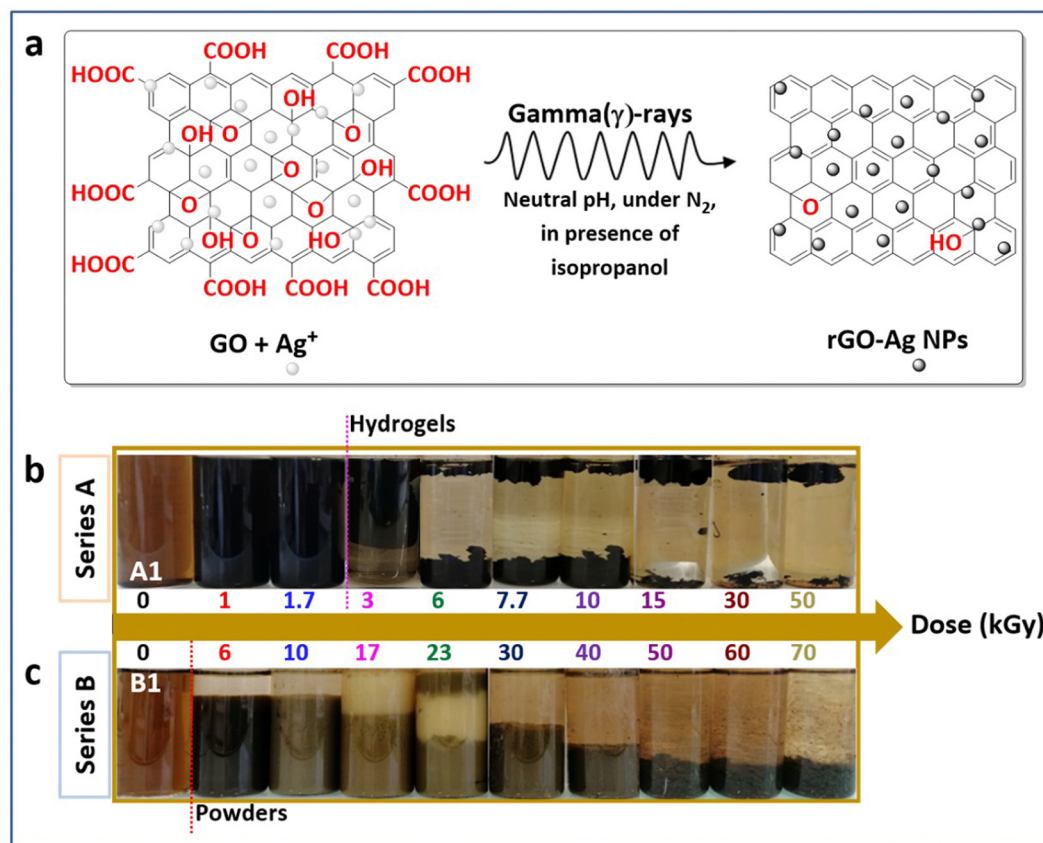 a
COOH
COOH
HOOC
COOH
OH
OH
O
O
O
OH
HOOC
COOH
O
OH
O
HO
HOOC
COOH
COOH
COOH
COOH
GO + Ag⁺
Gamma(γ)-rays
Neutral pH, under N₂,
in presence of
isopropanol
O
HO
rGO-Ag NPs
Hydrogels
b
Series A
A1
0 1 1.7 3 6 7.7 10 15 30 50
Dose (kGy)
0 6 10 17 23 30 40 50 60 70
c
Series B
B1
Powders